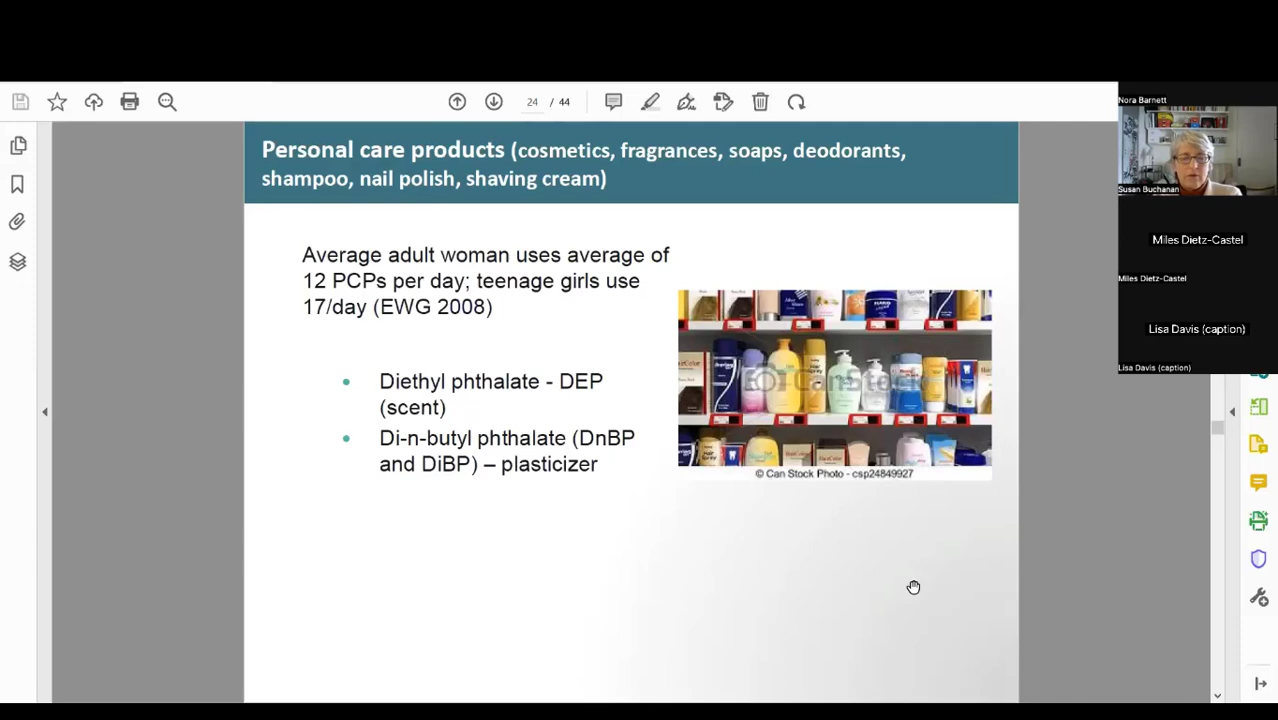 24 / 44
Nora Barnett
Personal care products (cosmetics, fragrances, soaps, deodorants,
shampoo, nail polish, shaving cream)
Susan Buchanan
Average adult woman uses average of
12 PCPs per day; teenage girls use
17/day (EWG 2008)
Miles Dietz-Castel
Miles Dietz-Castel
Lisa Davis (caption)
Lisa Davis (caption)
• Diethyl phthalate - DEP
(scent)
• Di-n-butyl phthalate (DnBP
and DiBP) – plasticizer
© Can Stock Photo - csp24849927